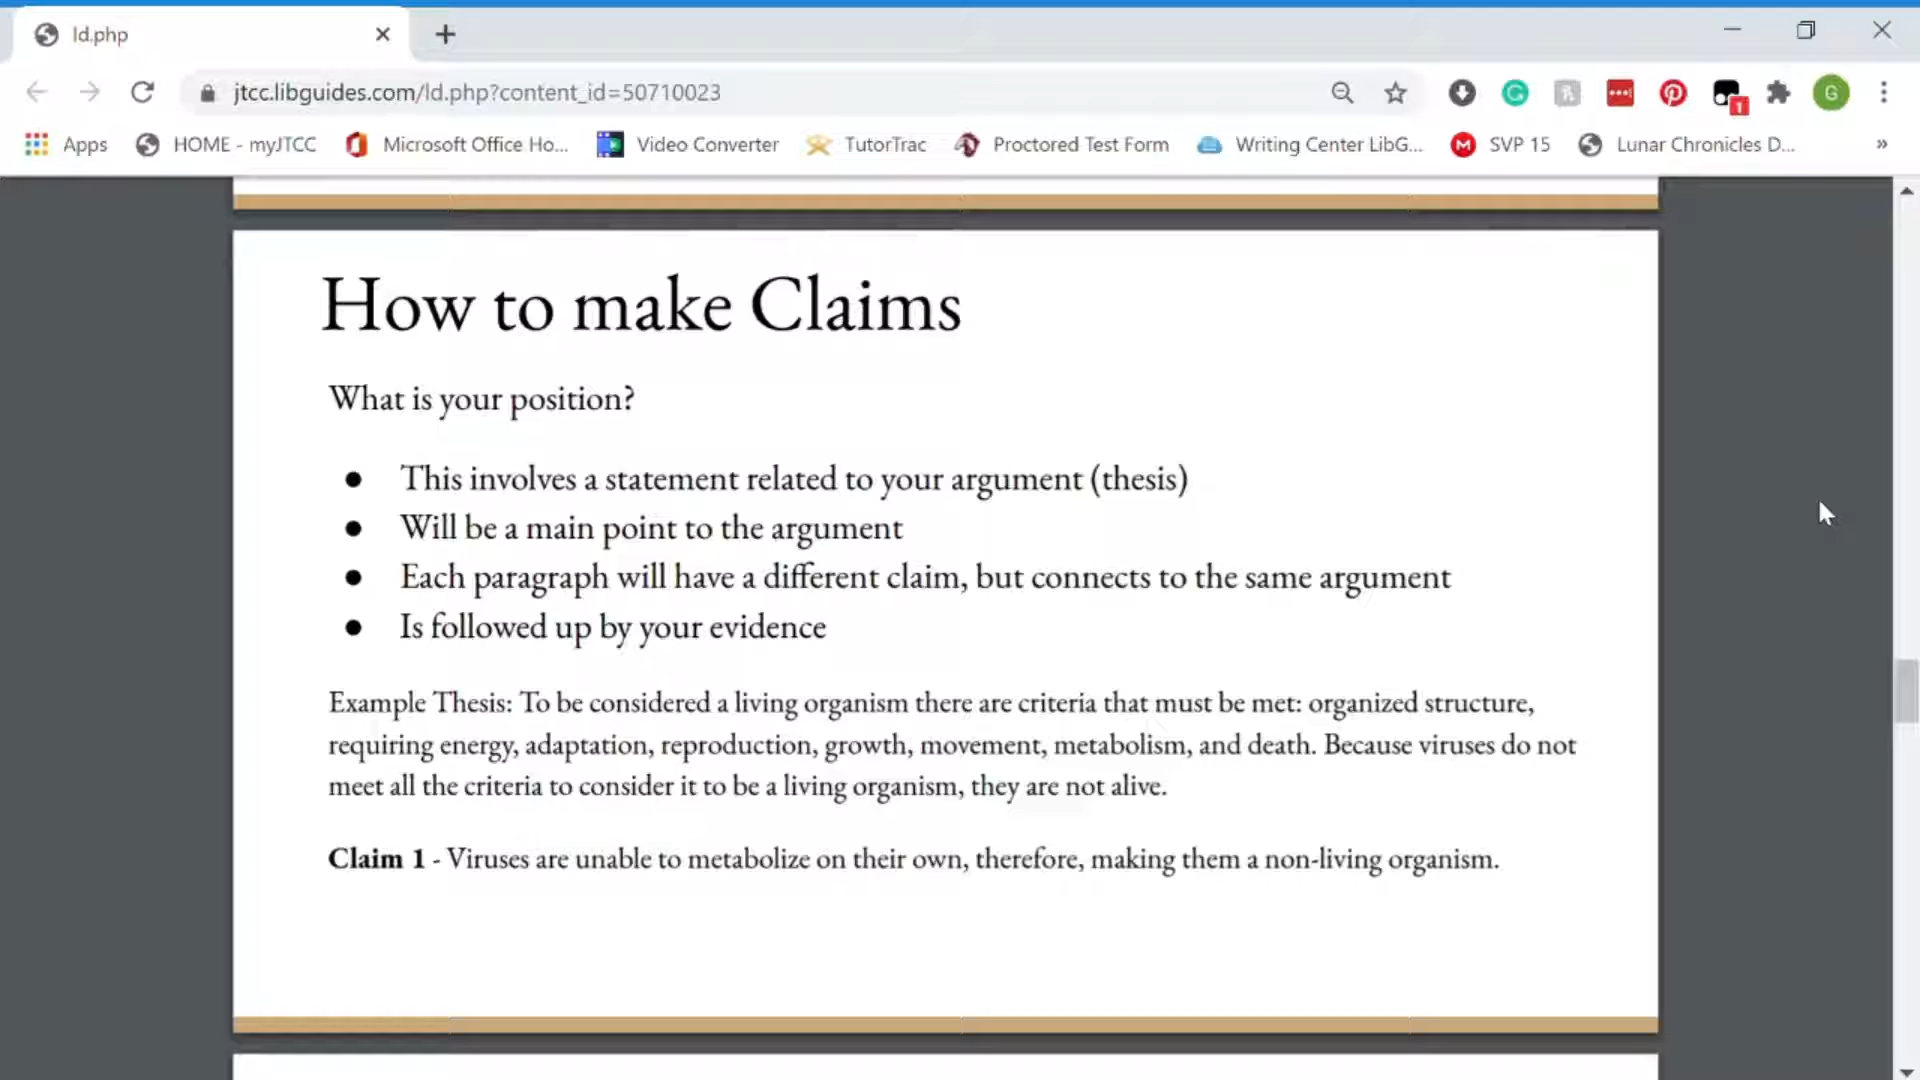 ld.php
jtcc.libguides.com/ld.php?content_id=50710023
G
1
Apps
HOME - myJTCC
Microsoft Office Ho...
Video Converter
TutorTrac
Proctored Test Form
Writing Center LibG...
M
SVP 15
Lunar Chronicles D...
»
How to make Claims
What is your position?
● This involves a statement related to your argument (thesis)
● Will be a main point to the argument
● Each paragraph will have a different claim, but connects to the same argument
● Is followed up by your evidence
Example Thesis: To be considered a living organism there are criteria that must be met: organized structure,
requiring energy, adaptation, reproduction, growth, movement, metabolism, and death. Because viruses do not
meet all the criteria to consider it to be a living organism, they are not alive.
Claim 1 - Viruses are unable to metabolize on their own, therefore, making them a non-living organism.